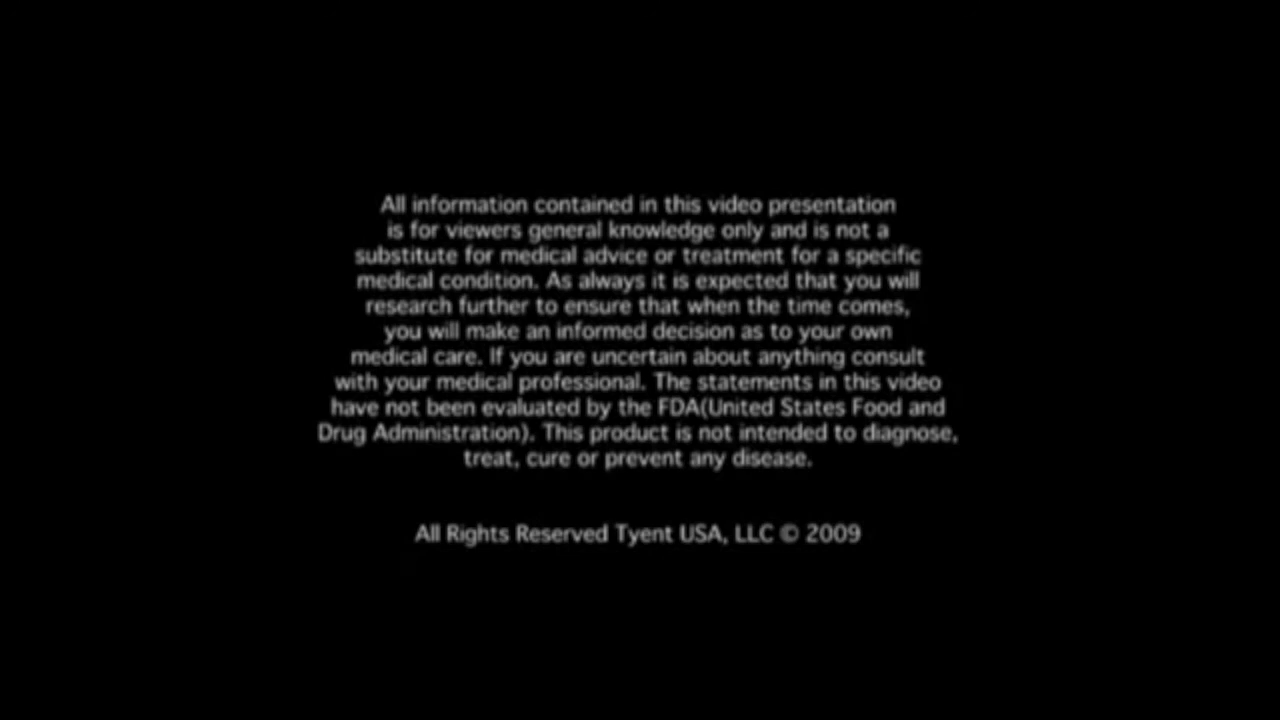 All information contained in this video presentation
is for viewers general knowledge only and is not a
substitute for medical advice or treatment for a specific
medical condition. As always it is expected that you will
research further to ensure that when the time comes,
you will make an informed decision as to your own
medical care. If you are uncertain about anything consult
with your medical professional. The statements in this video
have not been evaluated by the FDA(United States Food and
Drug Administration). This product is not intended to diagnose,
treat, cure or prevent any disease.
All Rights Reserved Tyent USA, LLC © 2009